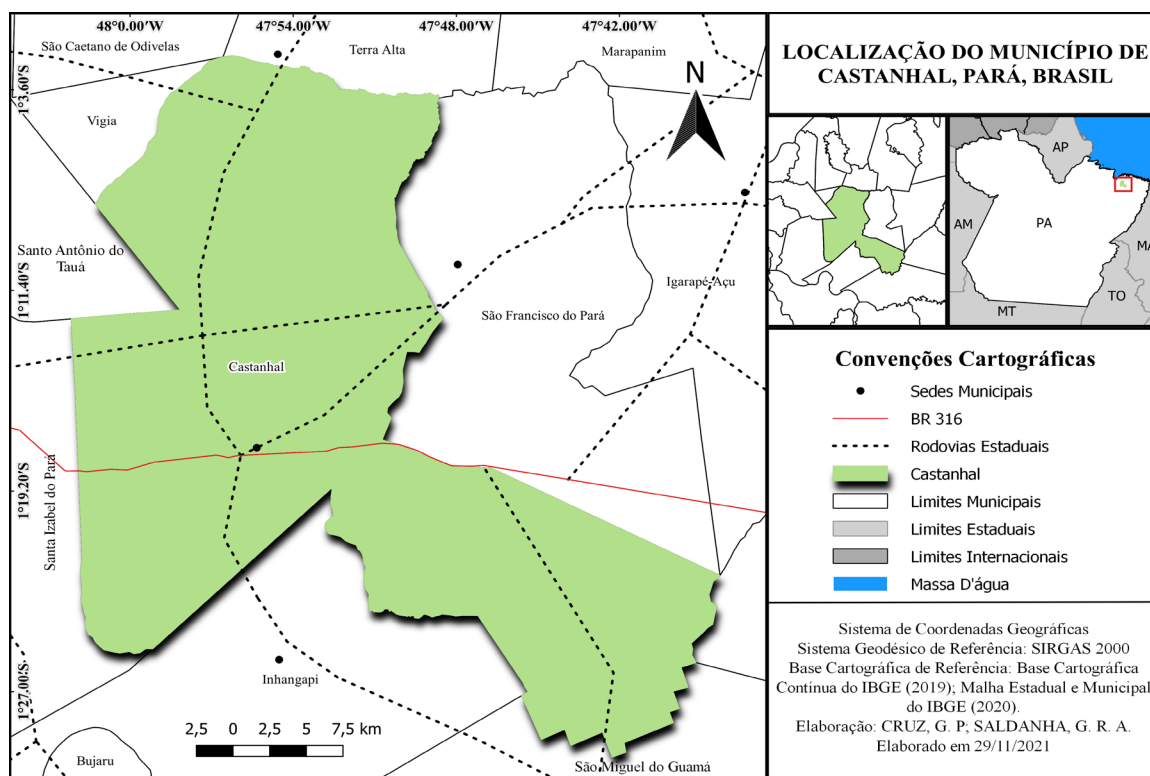 48°0.00'W
47°54.00'W
47°48.00'W
47°42.00'W
1°3.60'S
1°11.40'S
1°19.20'S
1°27.00'S
São Caetano de Odivelas
Terra Alta
Marapanim
Vigia
N
Santo Antônio do
Tauá
Igarapé-Açu
São Francisco do Pará
Castanhal
Santa Izabel do Pará
Inhangapi
Bujaru
São Miguel do Guamá
2,5 0 2,5 5 7,5 km
LOCALIZAÇÃO DO MUNICÍPIO DE
CASTANHAL, PARÁ, BRASIL
AP
AM
PA
MA
TO
MT
Convenções Cartográficas
Sedes Municipais
BR 316
Rodovias Estaduais
Castanhal
Limites Municipais
Limites Estaduais
Limites Internacionais
Massa D'água
Sistema de Coordenadas Geográficas
Sistema Geodésico de Referência: SIRGAS 2000
Base Cartográfica de Referência: Base Cartográfica
Contínua do IBGE (2019); Malha Estadual e Municipal
do IBGE (2020).
Elaboração: CRUZ, G. P; SALDANHA, G. R. A.
Elaborado em 29/11/2021